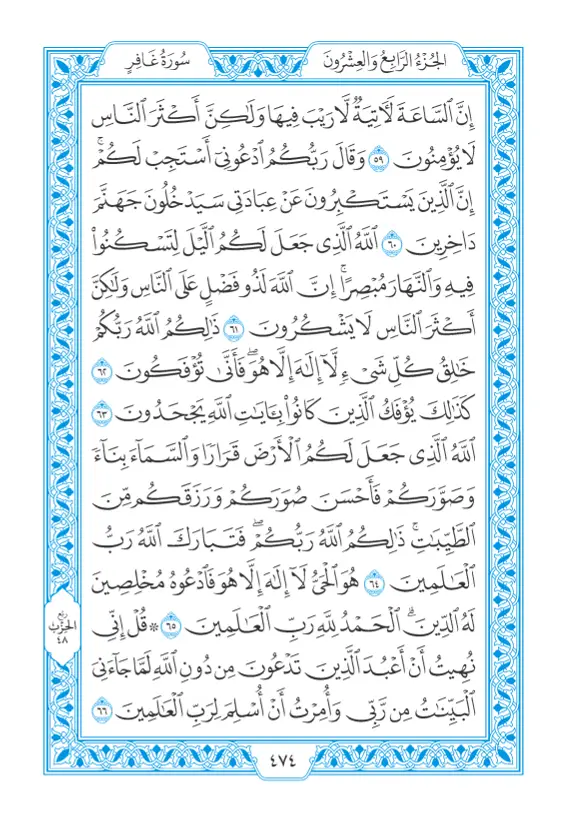 الجُزْءُ الرَّابِعُ وَالعِشْرُونَ
سُورَةُ غَافِرٍ
إِنَّ ٱلسَّاعَةَ لَأٓتِيَةٌ لَّا رَيْبَ فِيهَا وَلَٰكِنَّ أَكْثَرَ ٱلنَّاسِ
لَا يُؤْمِنُونَ ٥٩ وَقَالَ رَبُّكُمُ ٱدْعُونِىٓ أَسْتَجِبْ لَكُمْۚ
إِنَّ ٱلَّذِينَ يَسْتَكْبِرُونَ عَنْ عِبَادَتِى سَيَدْخُلُونَ جَهَنَّمَ
دَاخِرِينَ ٦٠ ٱللَّهُ ٱلَّذِى جَعَلَ لَكُمُ ٱلَّيْلَ لِتَسْكُنُوا۟
فِيهِ وَٱلنَّهَارَ مُبْصِرًاۚ إِنَّ ٱللَّهَ لَذُو فَضْلٍ عَلَى ٱلنَّاسِ وَلَٰكِنَّ
أَكْثَرَ ٱلنَّاسِ لَا يَشْكُرُونَ ٦١ ذَٰلِكُمُ ٱللَّهُ رَبُّكُمْ
خَٰلِقُ كُلِّ شَىْءٍ لَّآ إِلَٰهَ إِلَّا هُوَۖ فَأَنَّىٰ تُؤْفَكُونَ ٦٢
كَذَٰلِكَ يُؤْفَكُ ٱلَّذِينَ كَانُوا۟ بِـَٔايَٰتِ ٱللَّهِ يَجْحَدُونَ ٦٣
ٱللَّهُ ٱلَّذِى جَعَلَ لَكُمُ ٱلْأَرْضَ قَرَارًا وَٱلسَّمَآءَ بِنَآءً
وَصَوَّرَكُمْ فَأَحْسَنَ صُوَرَكُمْ وَرَزَقَكُم مِّنَ
ٱلطَّيِّبَٰتِۚ ذَٰلِكُمُ ٱللَّهُ رَبُّكُمْۖ فَتَبَارَكَ ٱللَّهُ رَبُّ
ٱلْعَٰلَمِينَ ٦٤ هُوَ ٱلْحَىُّ لَآ إِلَٰهَ إِلَّا هُوَ فَٱدْعُوهُ مُخْلِصِينَ
لَهُ ٱلدِّينَۗ ٱلْحَمْدُ لِلَّهِ رَبِّ ٱلْعَٰلَمِينَ ٦٥ ۞ قُلْ إِنِّى
نُهِيتُ أَنْ أَعْبُدَ ٱلَّذِينَ تَدْعُونَ مِن دُونِ ٱللَّهِ لَمَّا جَآءَنِىَ
ٱلْبَيِّنَٰتُ مِن رَّبِّى وَأُمِرْتُ أَنْ أُسْلِمَ لِرَبِّ ٱلْعَٰلَمِينَ ٦٦
ربع
الحزب
٤٨
٤٧٤